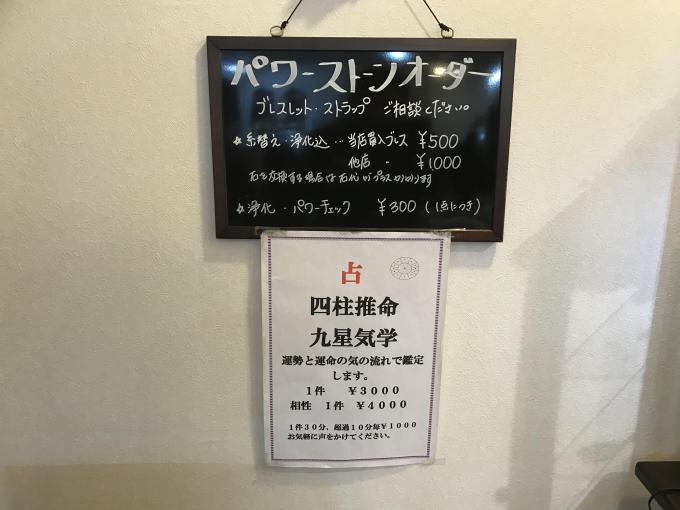 パワーストーンオーダー
ブレスレット・ストラップ ご相談ください。
☆糸替え・浄化込…当店購入ブレス ¥500
他店 〃 ¥1,000
石を交換する場合は石代がプラスかかります
☆浄化・パワーチェック ¥300(1点につき)
占
四柱推命
九星気学
運勢と運命の気の流れで鑑定
します。
1件 ¥3000
相性 1件 ¥4000
1件30分、超過10分毎¥1000
お気軽に声をかけてください。